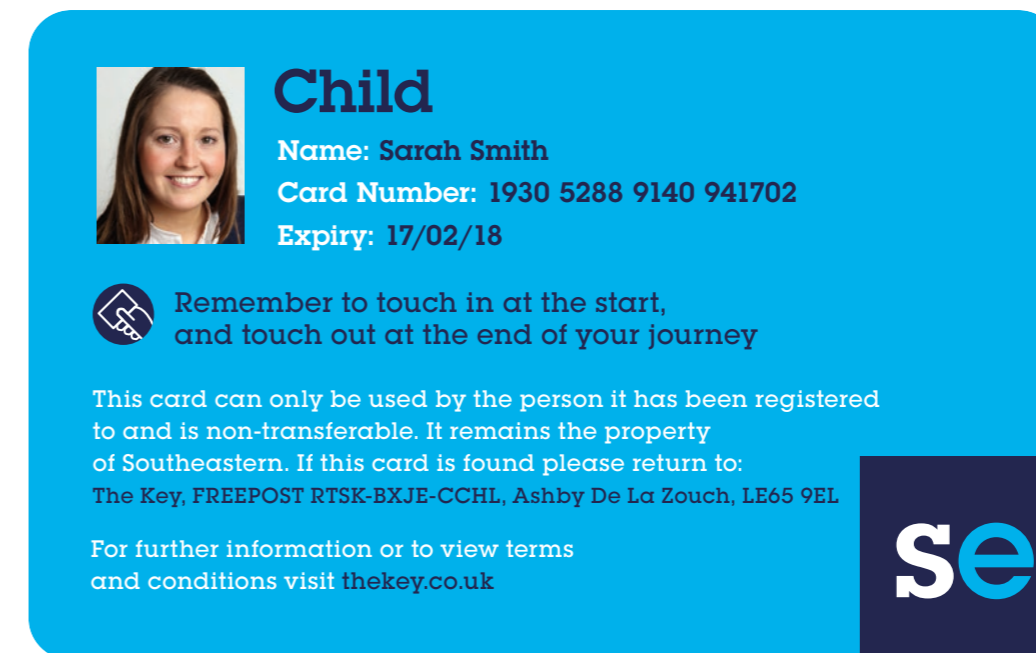 Child
Name: Sarah Smith
Card Number: 1930 5288 9140 941702
Expiry: 17/02/18
Remember to touch in at the start,
and touch out at the end of your journey
This card can only be used by the person it has been registered
to and is non-transferable. It remains the property
of Southeastern. If this card is found please return to:
The Key, FREEPOST RTSK-BXJE-CCHL, Ashby De La Zouch, LE65 9EL
For further information or to view terms
and conditions visit thekey.co.uk
se